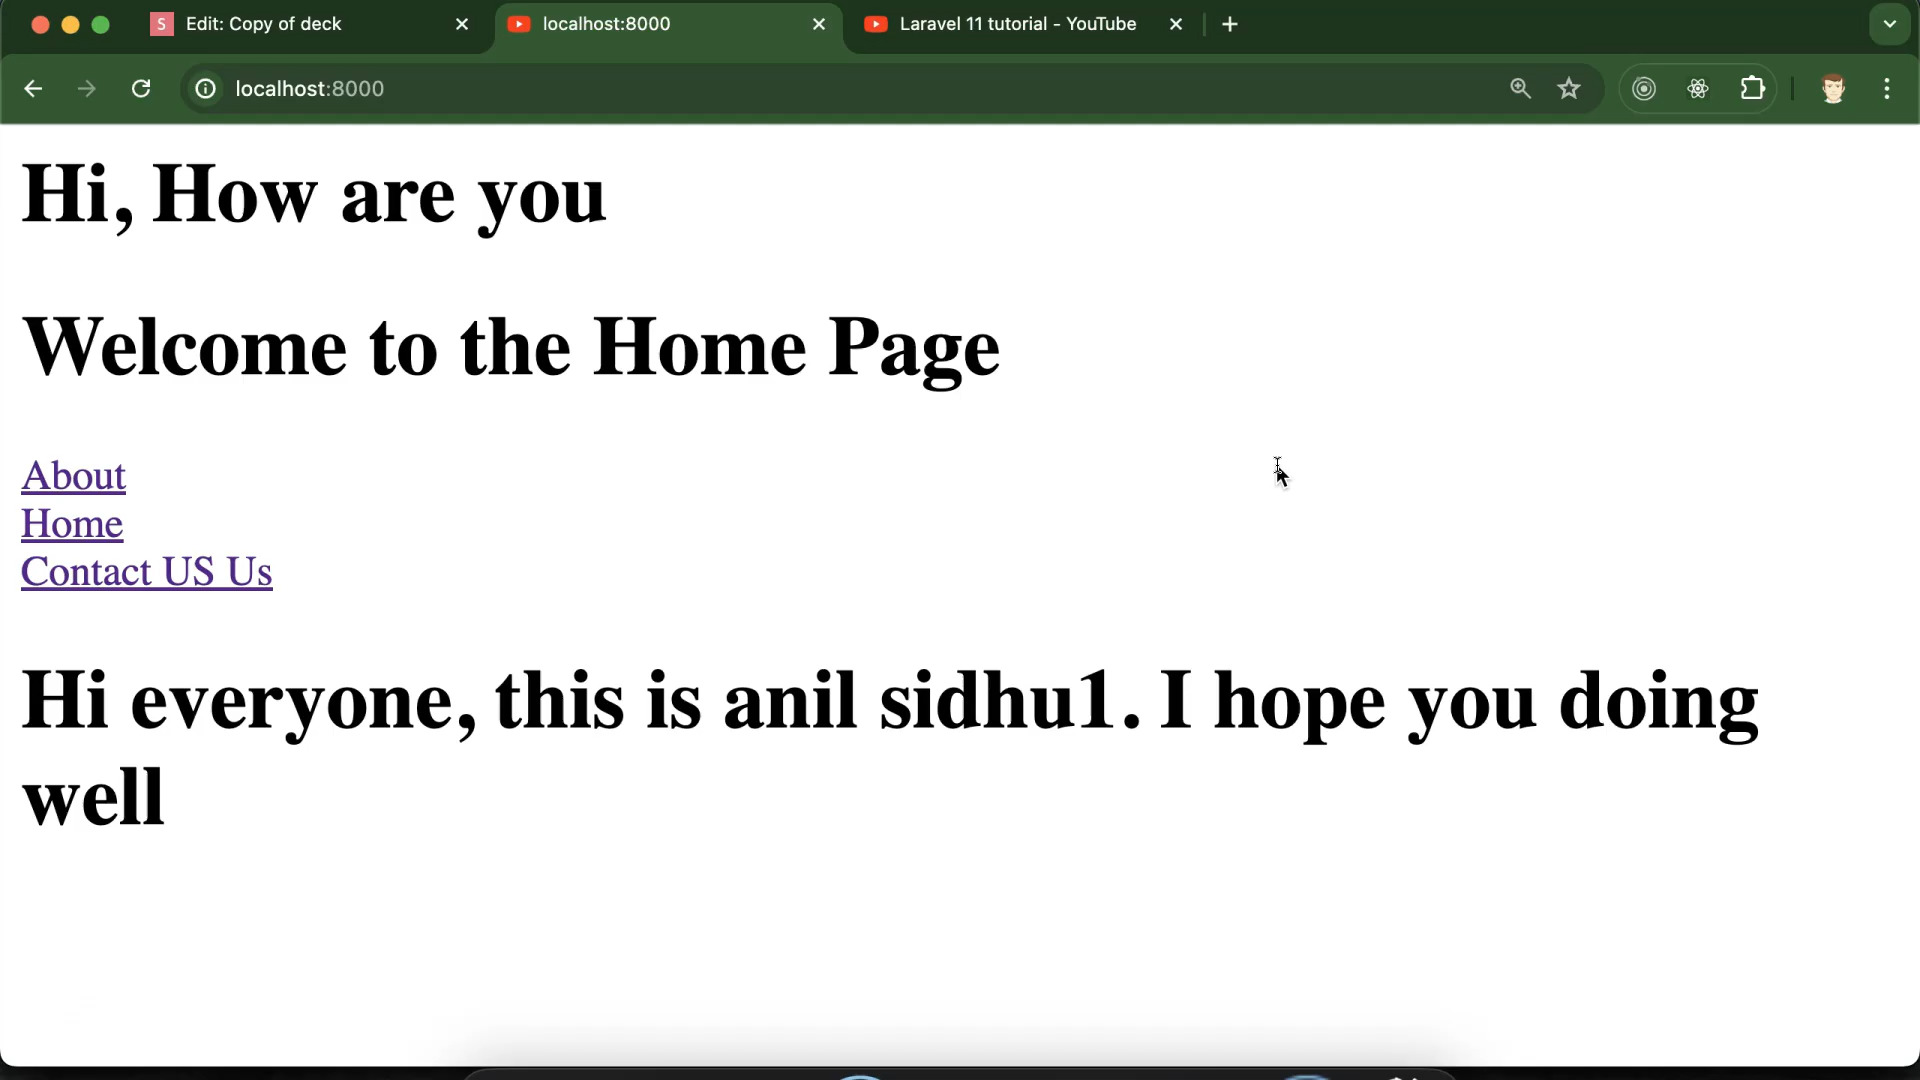 S Edit: Copy of deck
localhost:8000
Laravel 11 tutorial - YouTube
localhost:8000
Hi, How are you
Welcome to the Home Page
About
Home
Contact US Us
Hi everyone, this is anil sidhu1. I hope you doing
well